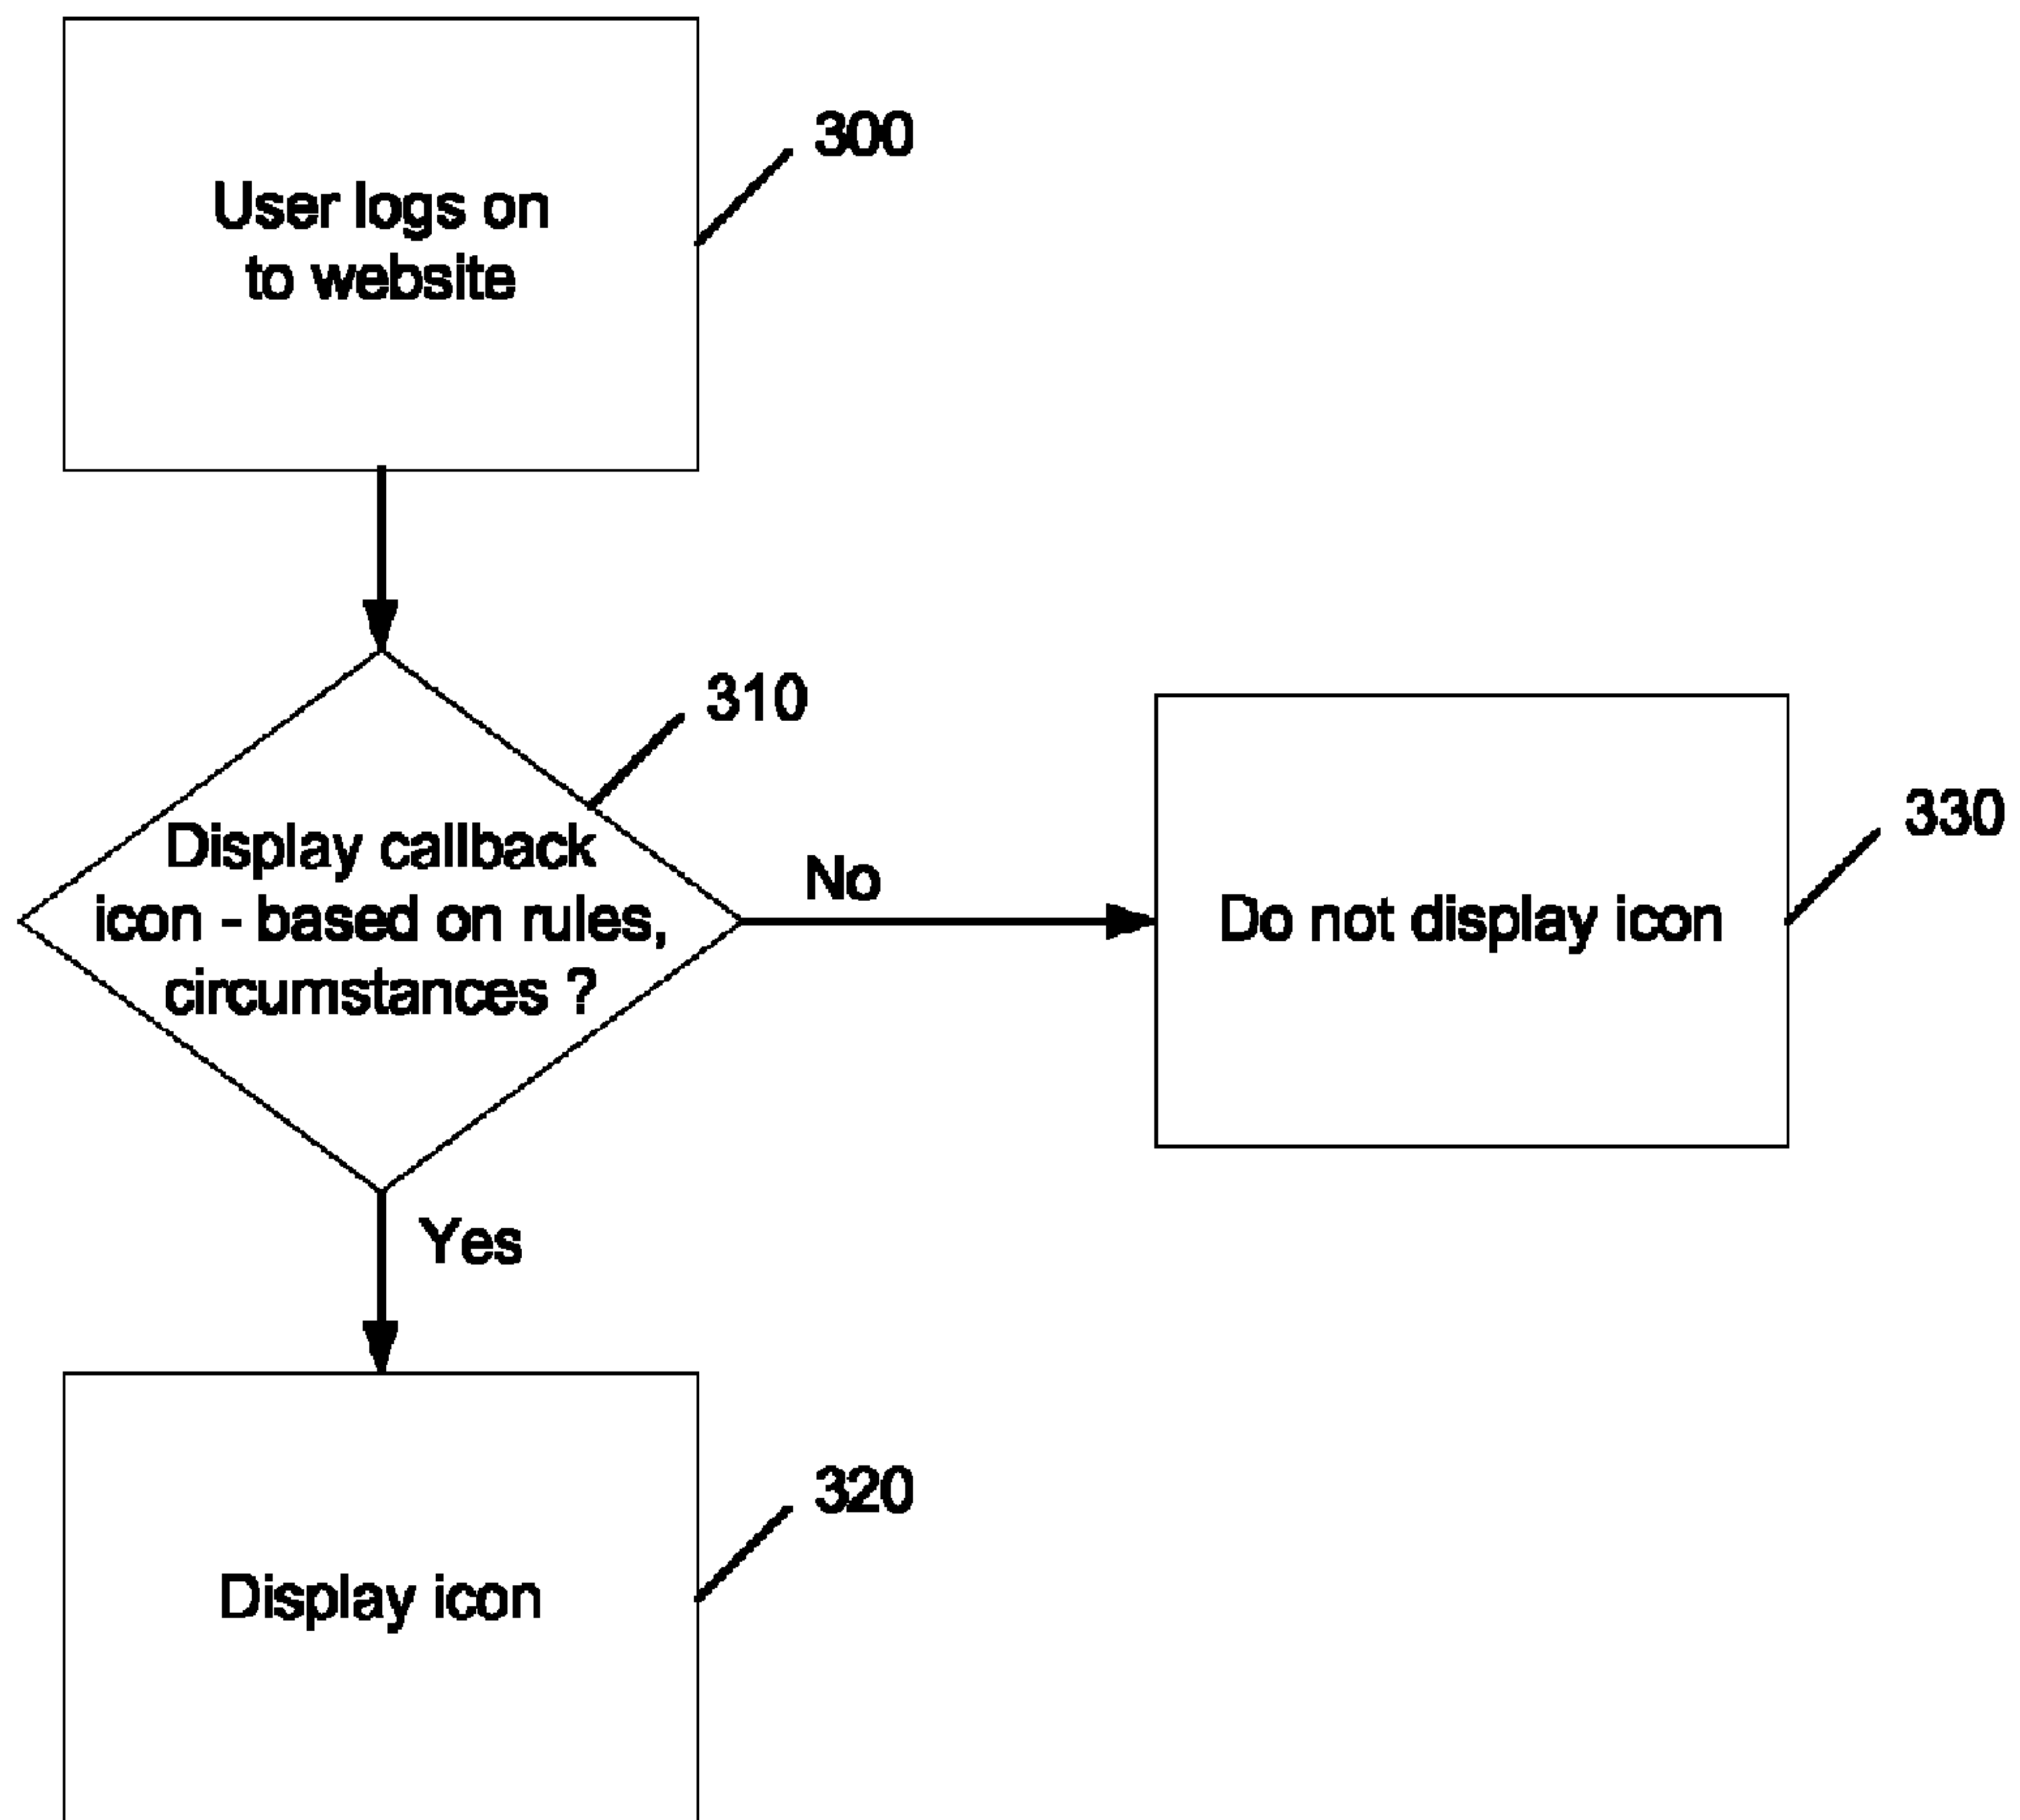 300
User logs on
to website
310
Display callback
icon - based on rules,
circumstances ?
No
330
Do not display icon
Yes
320
Display icon